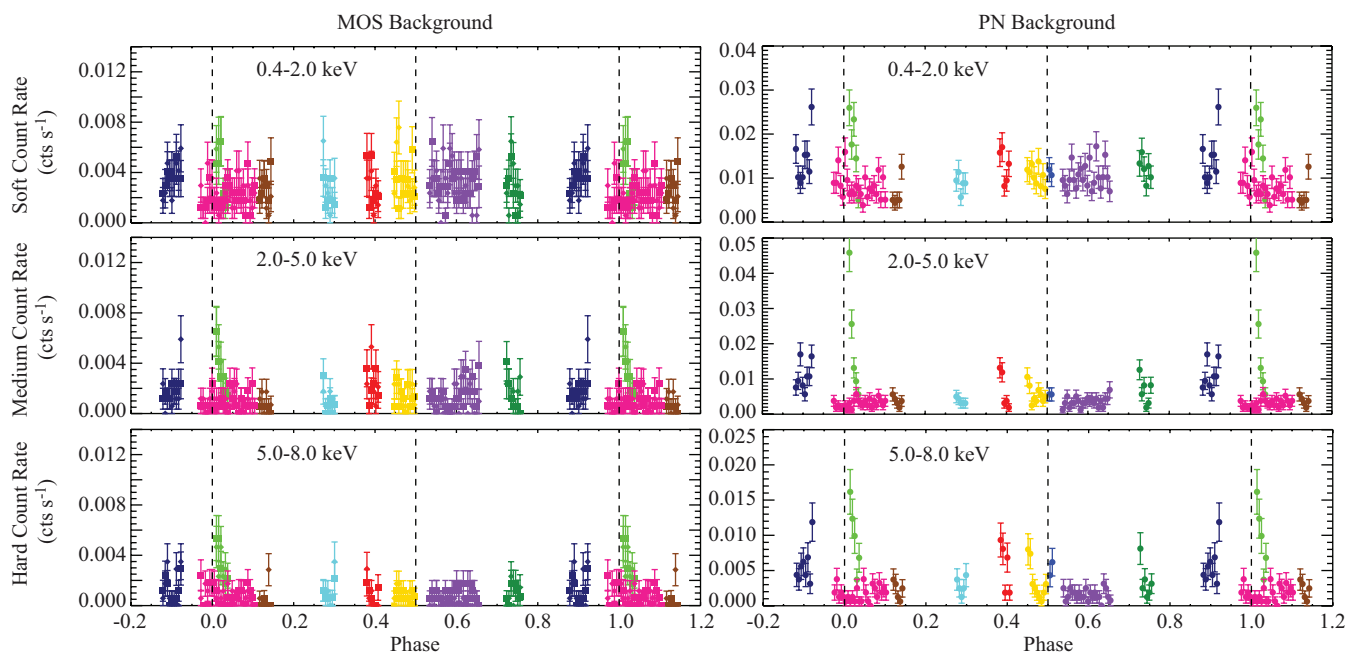 MOS Background
PN Background
Soft Count Rate
(cts s⁻¹)
0.012
0.008
0.004
0.000
0.4-2.0 keV
0.04
0.03
0.02
0.01
0.00
0.4-2.0 keV
Medium Count Rate
(cts s⁻¹)
0.012
0.008
0.004
0.000
2.0-5.0 keV
0.05
0.04
0.03
0.02
0.01
0.00
2.0-5.0 keV
Hard Count Rate
(cts s⁻¹)
0.012
0.008
0.004
0.000
5.0-8.0 keV
0.025
0.020
0.015
0.010
0.005
0.000
5.0-8.0 keV
-0.2 0.0 0.2 0.4 0.6 0.8 1.0 1.2
-0.2 0.0 0.2 0.4 0.6 0.8 1.0 1.2
Phase
Phase